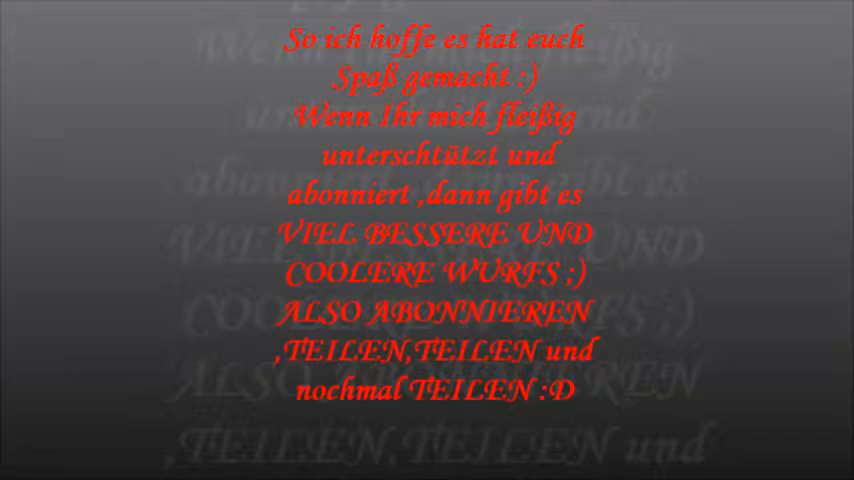 So ich hoffe es hat euch
Spaß gemacht :)
Wenn Ihr mich fleißig
unterschtützt und
abonniert ,dann gibt es
VIEL BESSERE UND
COOLERE WURFS ;)
ALSO ABONNIEREN
,TEILEN,TEILEN und
nochmal TEILEN :D